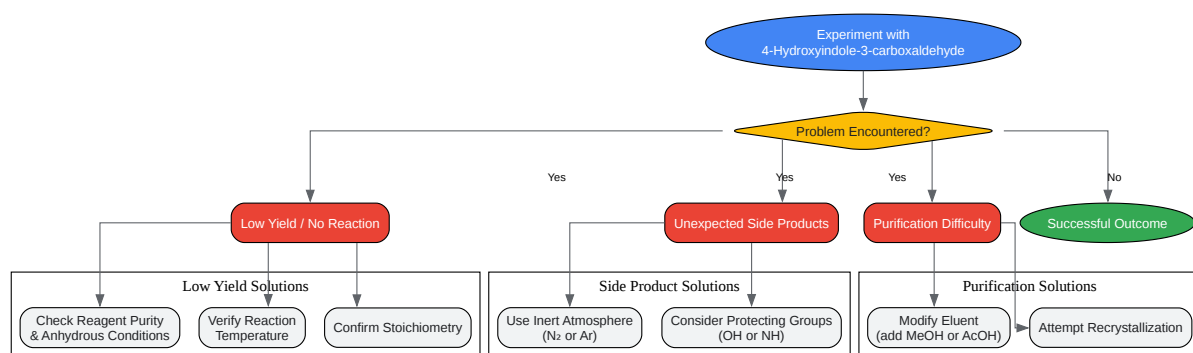 Experiment with
4-Hydroxyindole-3-carboxaldehyde
Problem Encountered?
Yes
Yes
Yes
No
Low Yield / No Reaction
Unexpected Side Products
Purification Difficulty
Successful Outcome
Low Yield Solutions
Side Product Solutions
Purification Solutions
Check Reagent Purity
& Anhydrous Conditions
Verify Reaction
Temperature
Confirm Stoichiometry
Use Inert Atmosphere
(N₂ or Ar)
Consider Protecting Groups
(OH or NH)
Modify Eluent
(add MeOH or AcOH)
Attempt Recrystallization